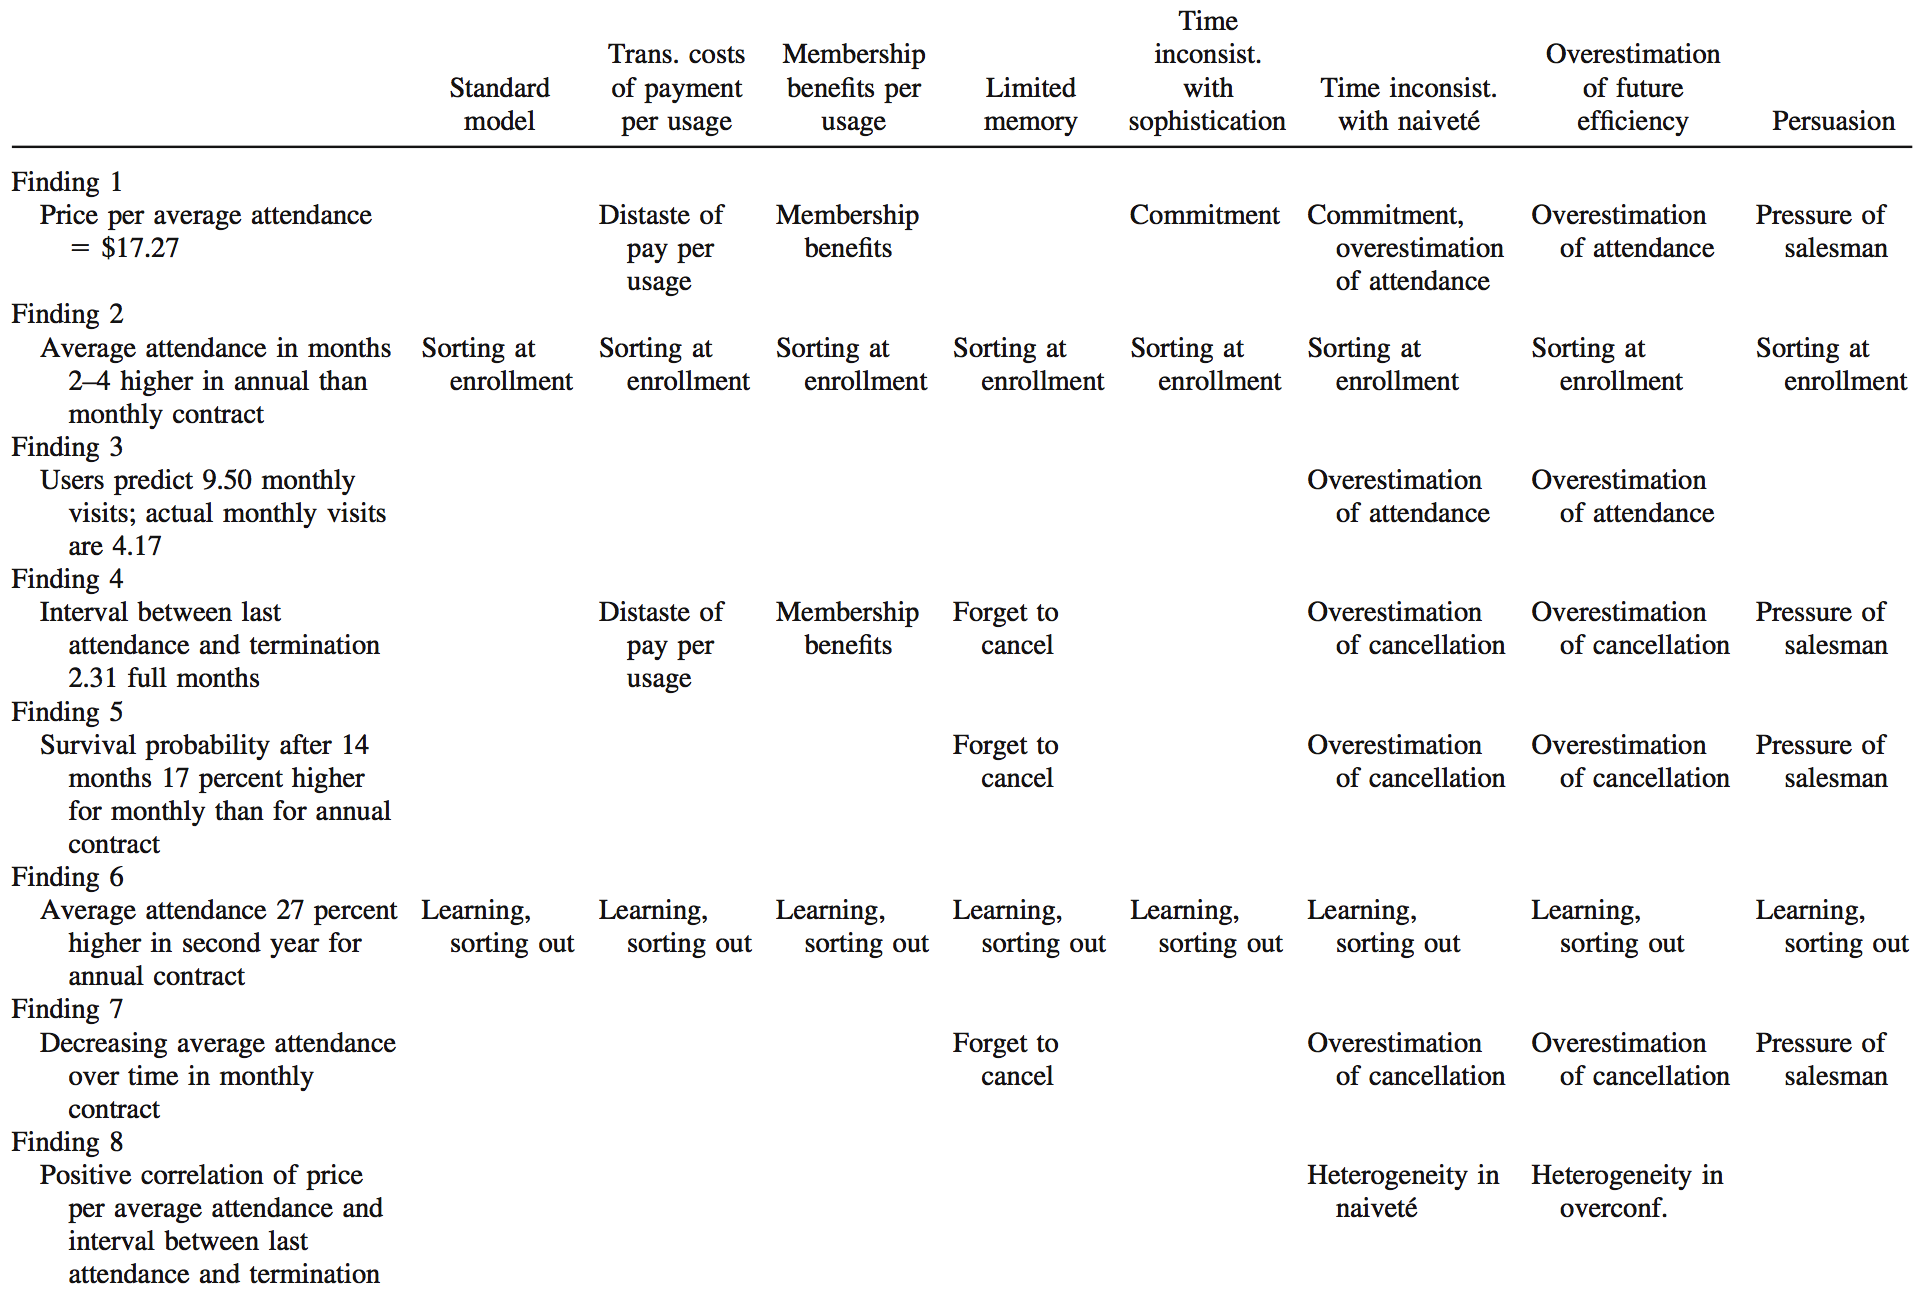 Time
Trans. costs Membership inconsist. Overestimation
Standard of payment benefits per Limited with Time inconsist. of future
model per usage usage memory sophistication with naiveté efficiency Persuasion
Finding 1
Price per average attendance Distaste of Membership Commitment Commitment, Overestimation Pressure of
= $17.27 pay per benefits overestimation of attendance salesman
usage of attendance
Finding 2
Average attendance in months Sorting at Sorting at Sorting at Sorting at Sorting at Sorting at Sorting at Sorting at
2–4 higher in annual than enrollment enrollment enrollment enrollment enrollment enrollment enrollment enrollment
monthly contract
Finding 3
Users predict 9.50 monthly Overestimation Overestimation
visits; actual monthly visits of attendance of attendance
are 4.17
Finding 4
Interval between last Distaste of Membership Forget to Overestimation Overestimation Pressure of
attendance and termination pay per benefits cancel of cancellation of cancellation salesman
2.31 full months usage
Finding 5
Survival probability after 14 Forget to Overestimation Overestimation Pressure of
months 17 percent higher cancel of cancellation of cancellation salesman
for monthly than for annual
contract
Finding 6
Average attendance 27 percent Learning, Learning, Learning, Learning, Learning, Learning, Learning, Learning,
higher in second year for sorting out sorting out sorting out sorting out sorting out sorting out sorting out sorting out
annual contract
Finding 7
Decreasing average attendance Forget to Overestimation Overestimation Pressure of
over time in monthly cancel of cancellation of cancellation salesman
contract
Finding 8
Positive correlation of price Heterogeneity in Heterogeneity in
per average attendance and naiveté overconf.
interval between last
attendance and termination